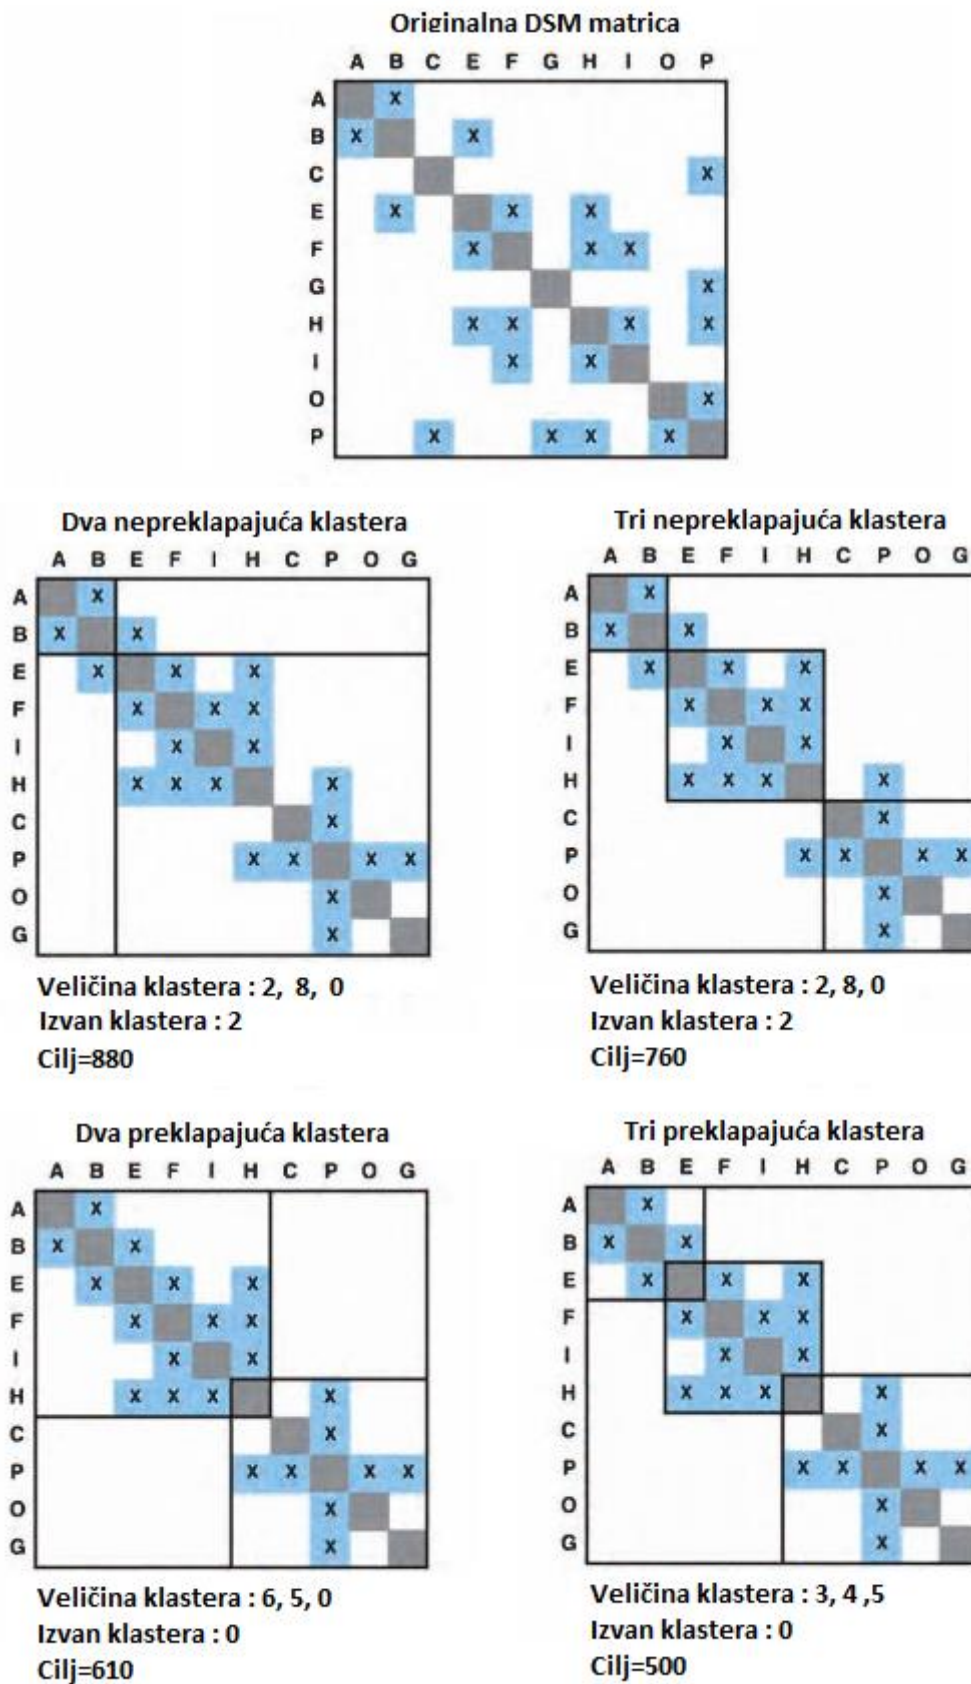 Originalna DSM matrica
A B C E F G H I O P
A X
B X X
C X
E X X X
F X X X
G X
H X X X X
I X X
O X
P X X X X
Dva nepreklapajuća klastera
A B E F I H C P O G
A X
B X X
E X X X
F X X X
I X X
H X X X X
C X
P X X X X
O X
G X
Veličina klastera : 2, 8, 0
Izvan klastera : 2
Cilj=880
Tri nepreklapajuća klastera
A B E F I H C P O G
A X
B X X
E X X X
F X X X
I X X
H X X X X
C X
P X X X X
O X
G X
Veličina klastera : 2, 8, 0
Izvan klastera : 2
Cilj=760
Dva preklapajuća klastera
A B E F I H C P O G
A X
B X X
E X X X
F X X X
I X X
H X X X X
C X
P X X X X
O X
G X
Veličina klastera : 6, 5, 0
Izvan klastera : 0
Cilj=610
Tri preklapajuća klastera
A B E F I H C P O G
A X
B X X
E X X X
F X X X
I X X
H X X X X
C X
P X X X X
O X
G X
Veličina klastera : 3, 4 ,5
Izvan klastera : 0
Cilj=500